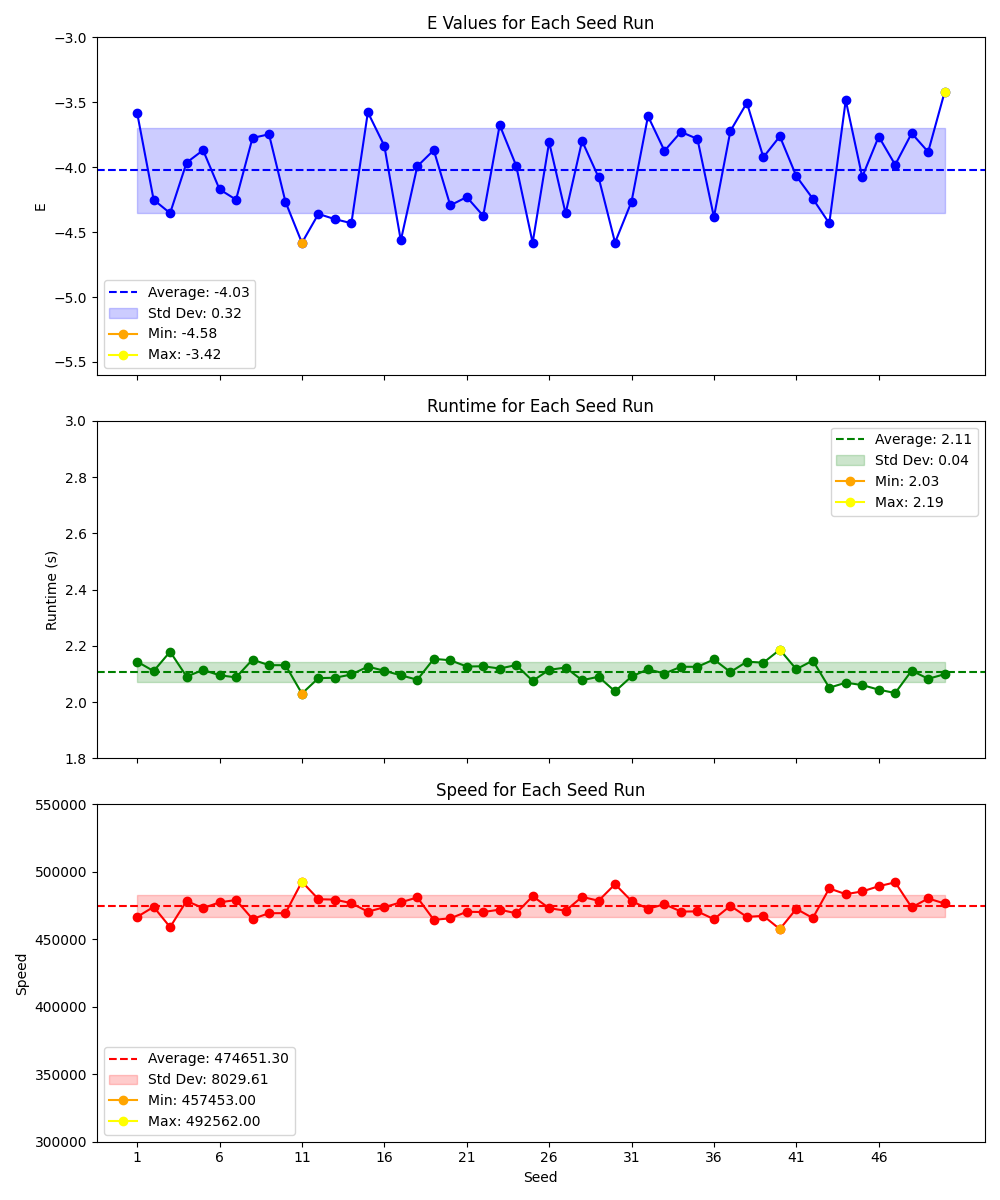 E Values for Each Seed Run
−3.0
−3.5
−4.0
−4.5
−5.0
−5.5
E
Average: -4.03
Std Dev: 0.32
Min: -4.58
Max: -3.42
Runtime for Each Seed Run
3.0
2.8
2.6
2.4
2.2
2.0
1.8
Runtime (s)
Average: 2.11
Std Dev: 0.04
Min: 2.03
Max: 2.19
Speed for Each Seed Run
550000
500000
450000
400000
350000
300000
Speed
Average: 474651.30
Std Dev: 8029.61
Min: 457453.00
Max: 492562.00
1 6 11 16 21 26 31 36 41 46
Seed